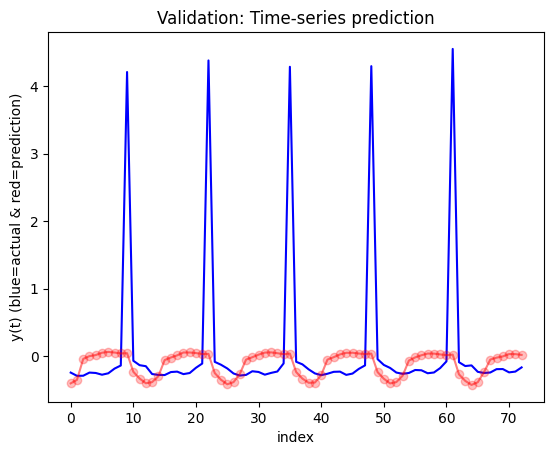 Validation: Time-series prediction
y(t) (blue=actual & red=prediction)
4
3
2
1
0
0 10 20 30 40 50 60 70
index